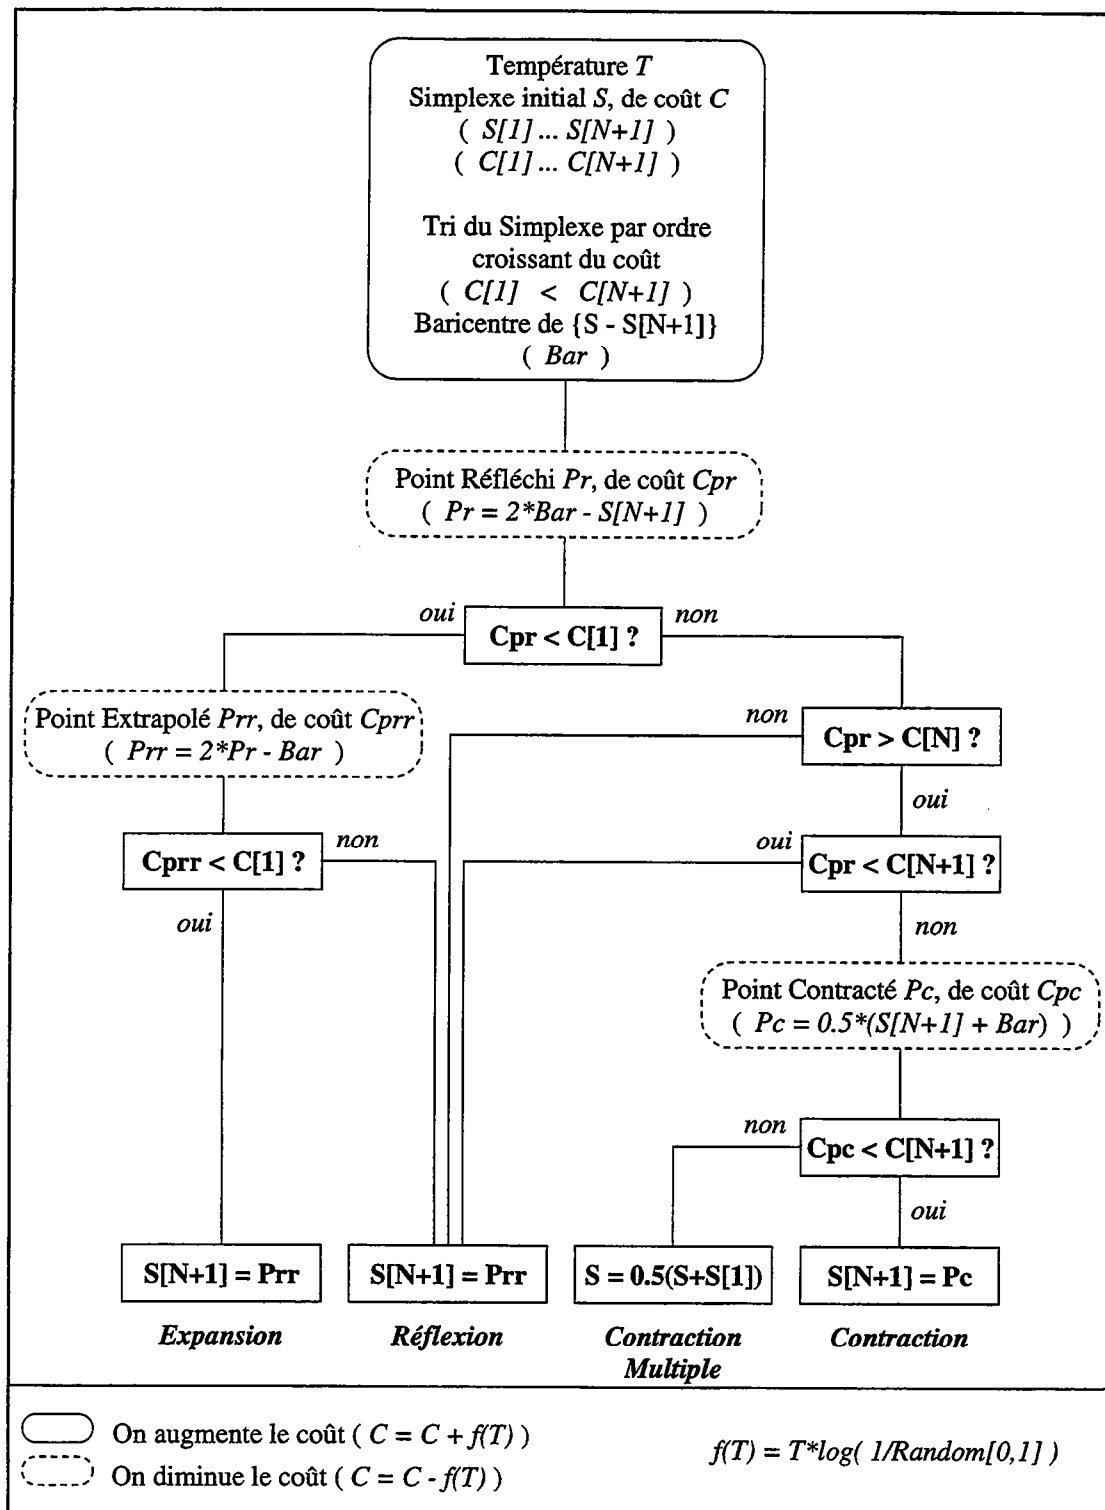 Température T
Simplexe initial S, de coût C
( S[1] ... S[N+1] )
( C[1] ... C[N+1] )
Tri du Simplexe par ordre
croissant du coût
( C[1] < C[N+1] )
Baricentre de {S - S[N+1]}
( Bar )
Point Réfléchi Pr, de coût Cpr
( Pr = 2*Bar - S[N+1] )
oui
Cpr < C[1] ?
non
Point Extrapolé Prr, de coût Cprr
( Prr = 2*Pr - Bar )
non
Cpr > C[N] ?
oui
Cprr < C[1] ?
non
oui
Cpr < C[N+1] ?
oui
non
Point Contracté Pc, de coût Cpc
( Pc = 0.5*(S[N+1] + Bar) )
non
Cpc < C[N+1] ?
oui
S[N+1] = Prr
S[N+1] = Prr
S = 0.5(S+S[1])
S[N+1] = Pc
Expansion
Réflexion
Contraction
Multiple
Contraction
On augmente le coût ( C = C + f(T) )
On diminue le coût ( C = C - f(T) )
f(T) = T*log( 1/Random[0,1] )